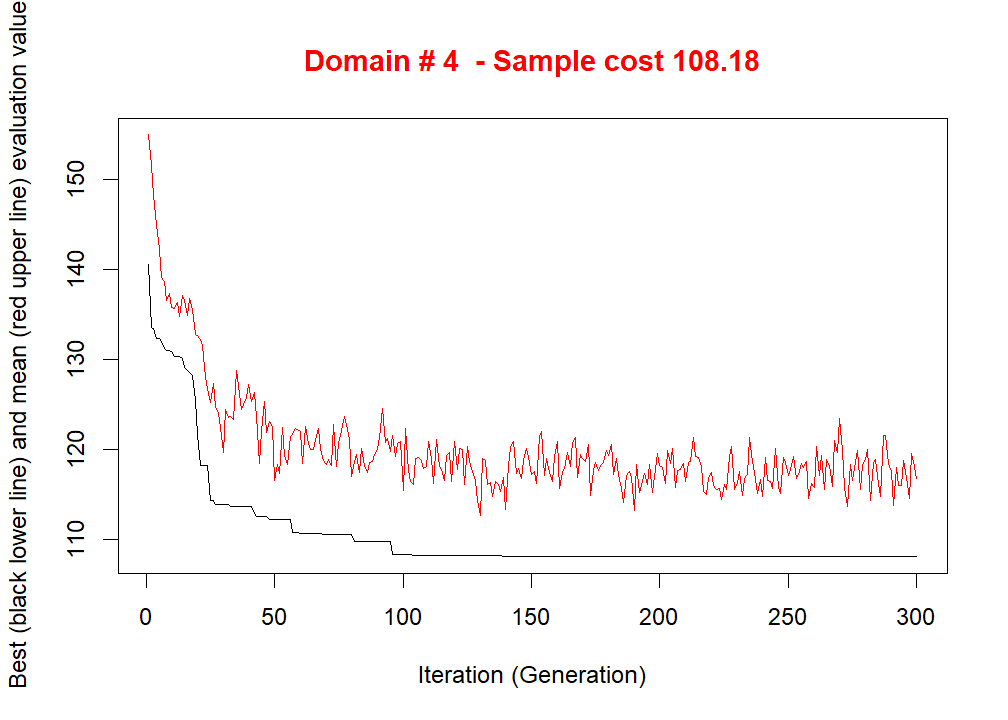 Domain # 4  - Sample cost 108.18
Best (black lower line) and mean (red upper line) evaluation value
150
140
130
120
110
0 50 100 150 200 250 300
Iteration (Generation)